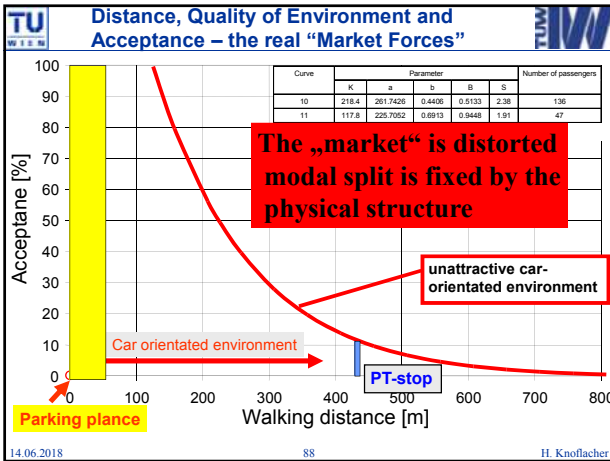 TU
WIEN
Distance, Quality of Environment and
Acceptance – the real “Market Forces”
TUW
IVV
Curve Parameter Number of passengers
K a b B S
10 218.4 261.7426 0.4406 0.5133 2.38 136
11 117.8 225.7052 0.6913 0.9448 1.91 47
The „market“ is distorted
modal split is fixed by the
physical structure
unattractive car-
orientated environment
Acceptane [%]
100
90
80
70
60
50
40
30
20
10
0
Car orientated environment
PT-stop
0 100 200 300 400 500 600 700 800
Parking plance
Walking distance [m]
14.06.2018 88 H. Knoflacher